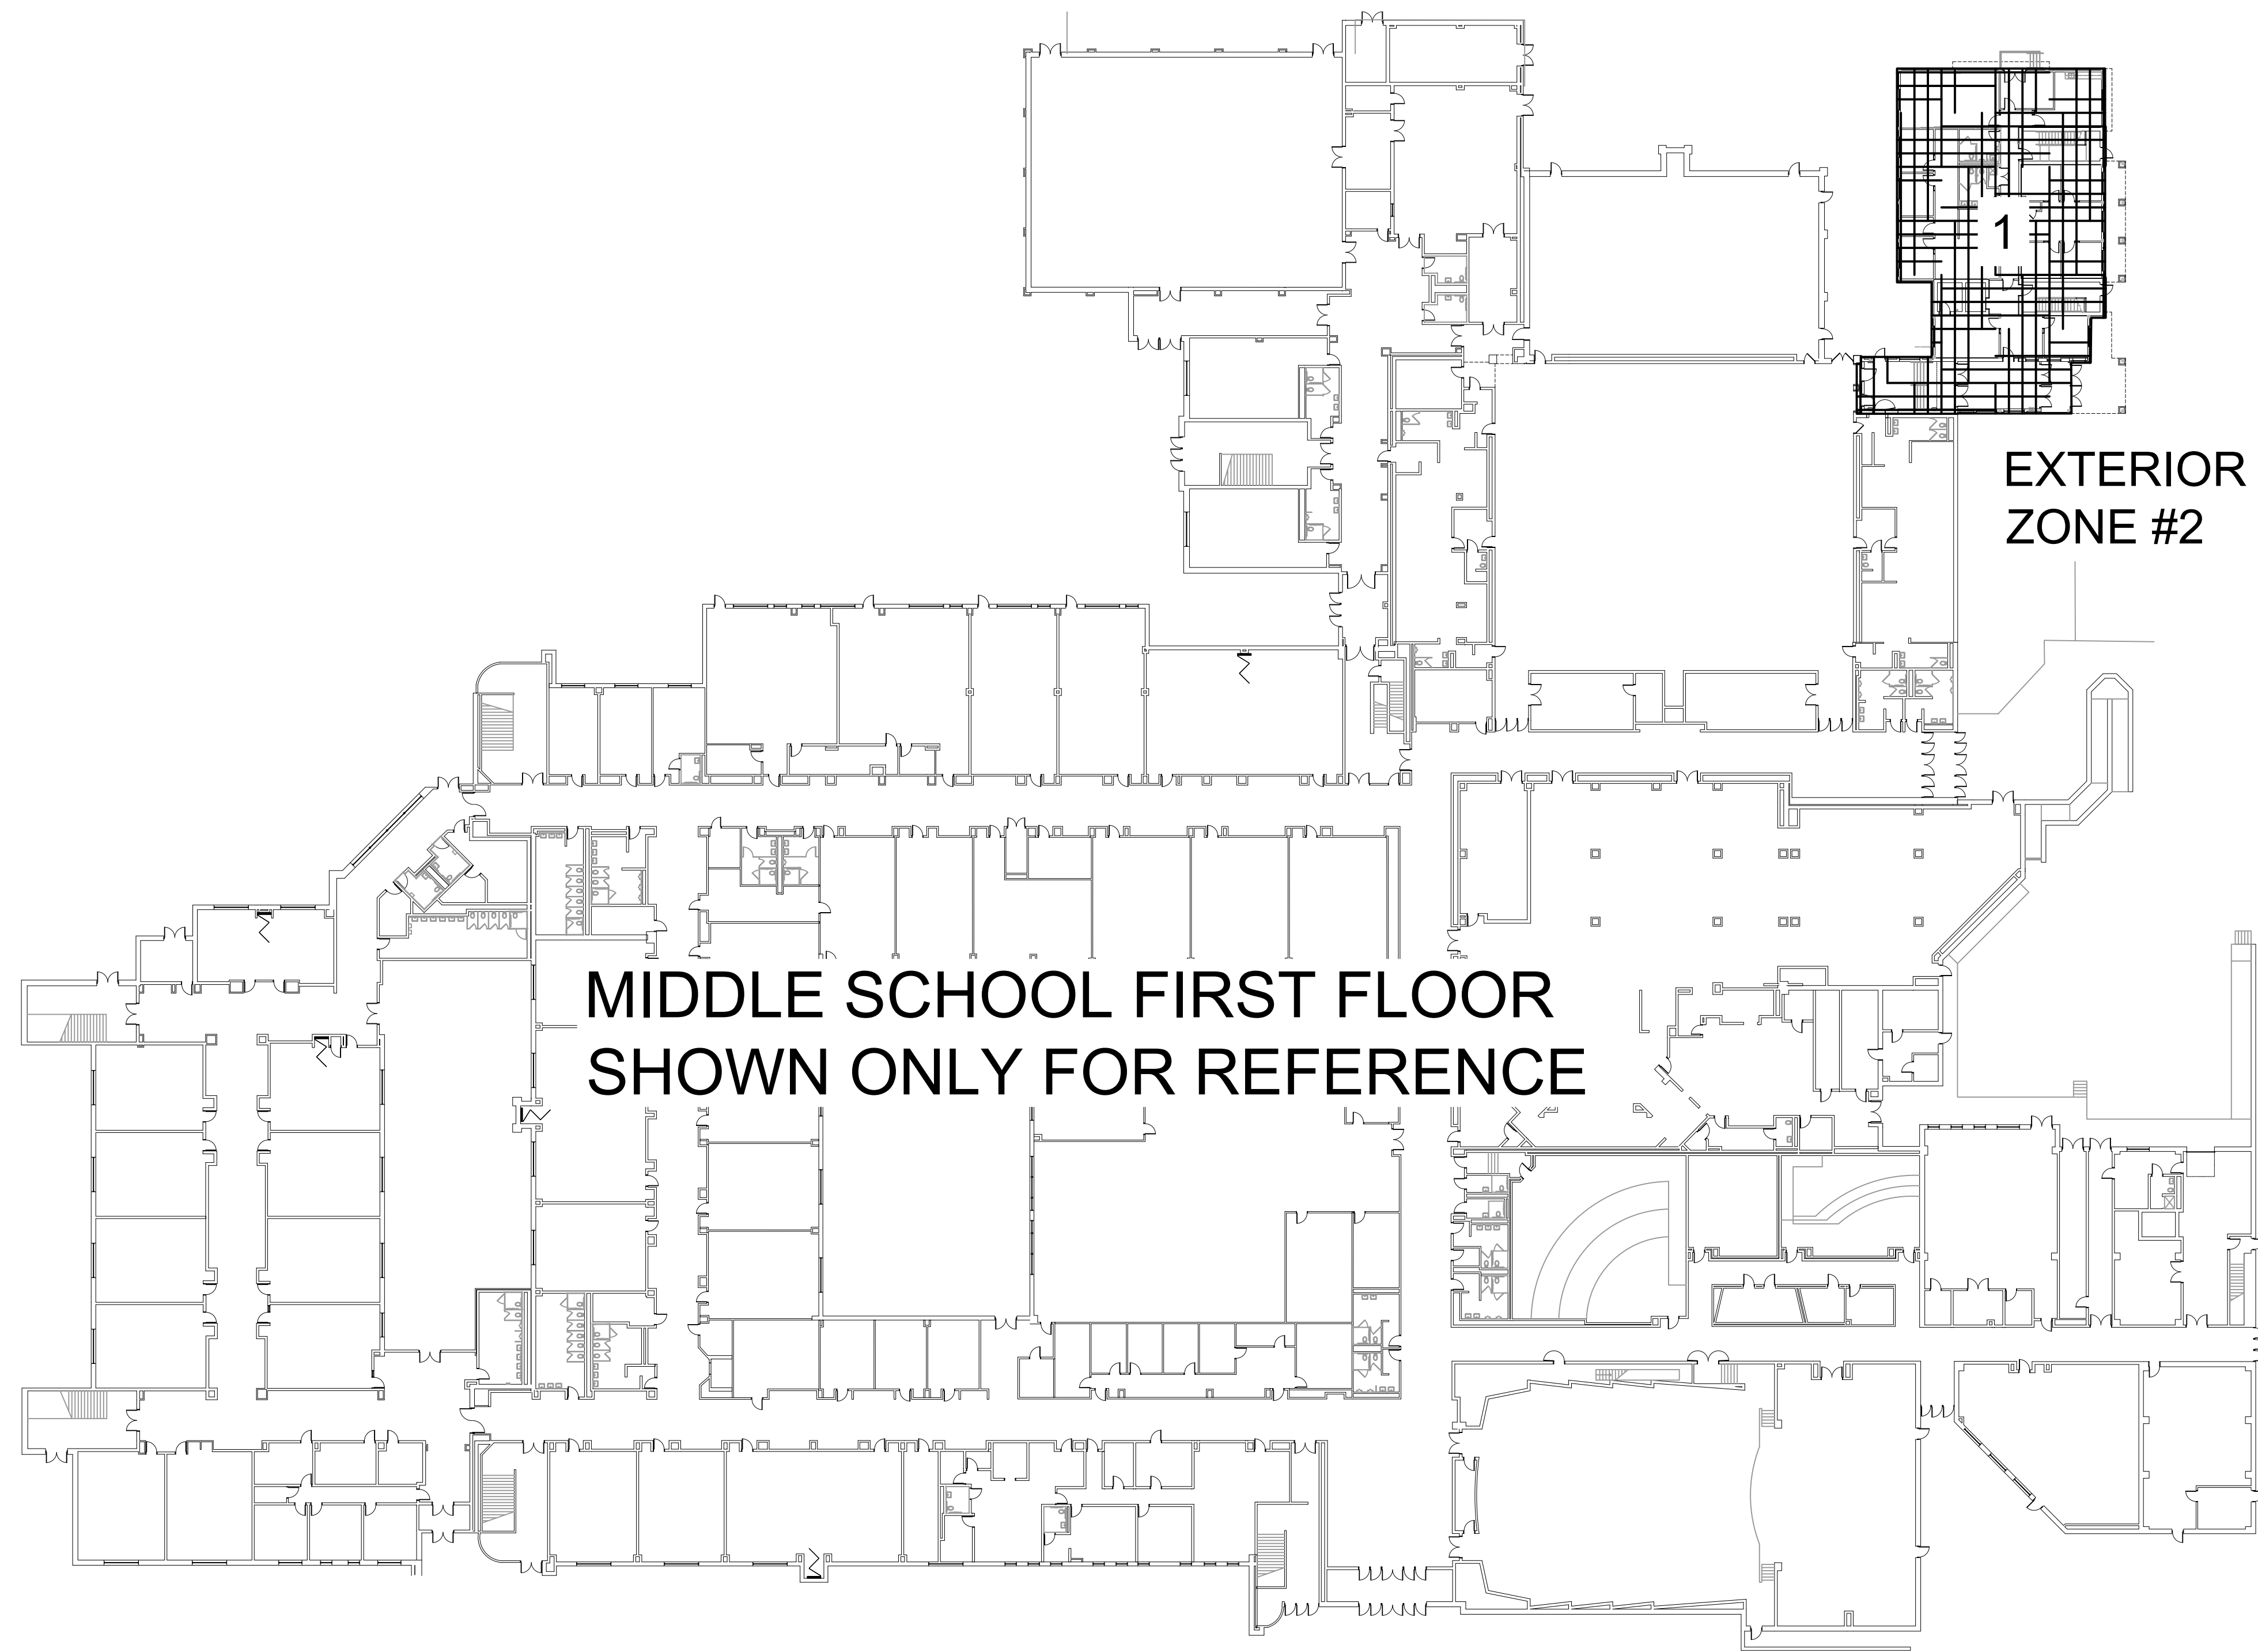 1
EXTERIOR
ZONE #2
MIDDLE SCHOOL FIRST FLOOR
SHOWN ONLY FOR REFERENCE